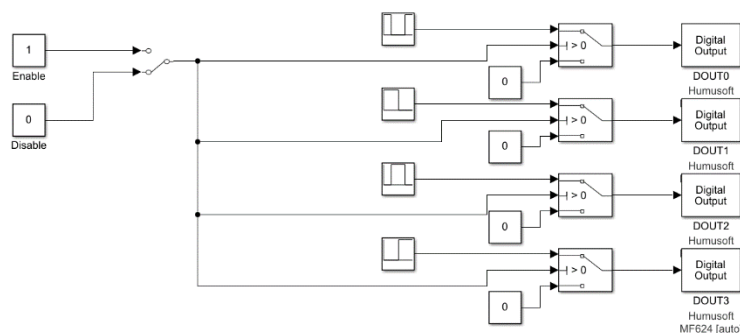 1
Enable
0
Disable
> 0
0
Digital
Output
DOUT0
Humusoft
> 0
0
Digital
Output
DOUT1
Humusoft
> 0
0
Digital
Output
DOUT2
Humusoft
> 0
0
Digital
Output
DOUT3
Humusoft
MF624 [auto